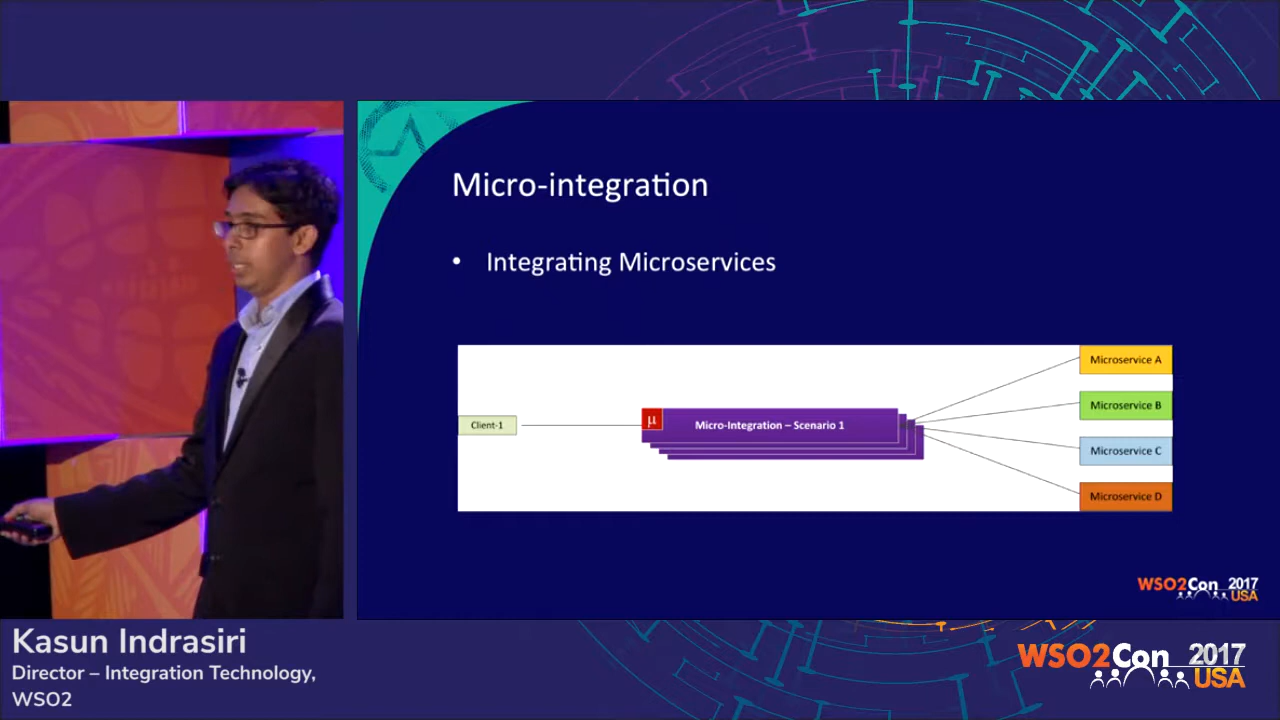 Micro-integration
• Integrating Microservices
Client-1
μ
Micro-Integration – Scenario 1
Microservice A
Microservice B
Microservice C
Microservice D
WSO2Con 2017
USA
Kasun Indrasiri
Director – Integration Technology,
WSO2
WSO2Con 2017
USA